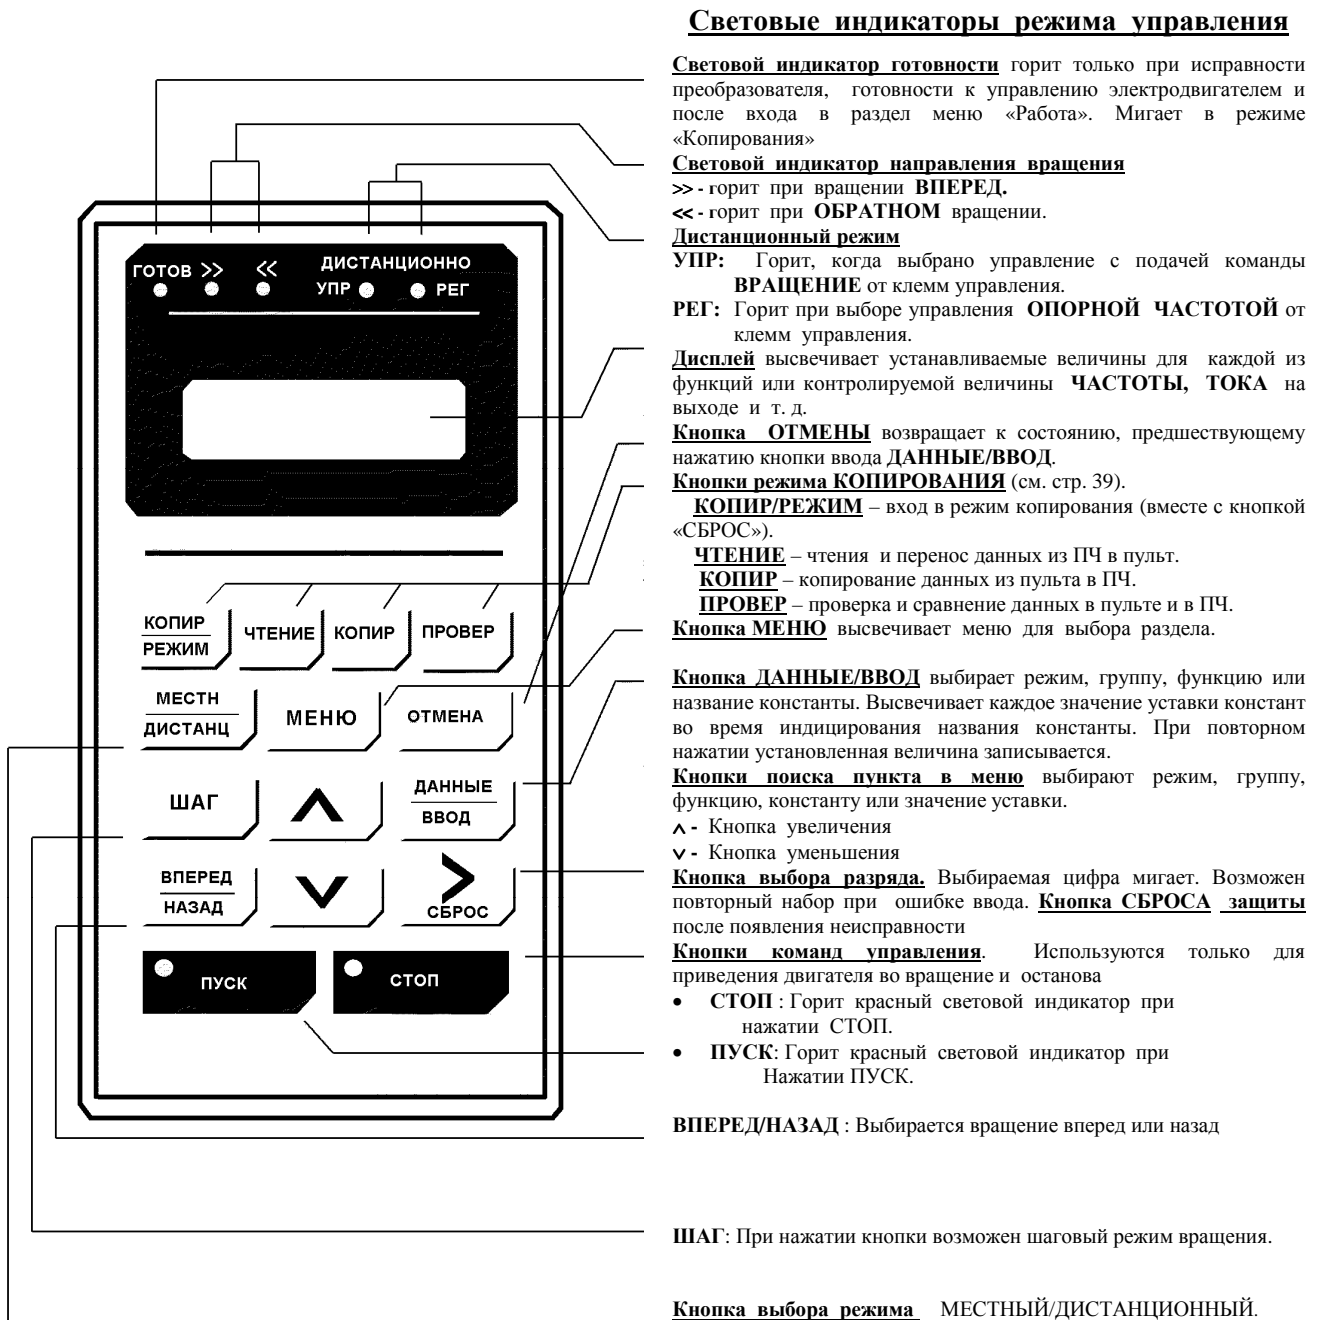 Световые индикаторы режима управления
Световой индикатор готовности горит только при исправности
преобразователя, готовности к управлению электродвигателем и
после входа в раздел меню «Работа». Мигает в режиме
«Копирования»
Световой индикатор направления вращения
>> - горит при вращении ВПЕРЕД.
<< - горит при ОБРАТНОМ вращении.
Дистанционный режим
УПР: Горит, когда выбрано управление с подачей команды
ВРАЩЕНИЕ от клемм управления.
РЕГ: Горит при выборе управления ОПОРНОЙ ЧАСТОТОЙ от
клемм управления.
Дисплей высвечивает устанавливаемые величины для каждой из
функций или контролируемой величины ЧАСТОТЫ, ТОКА на
выходе и т. д.
Кнопка ОТМЕНЫ возвращает к состоянию, предшествующему
нажатию кнопки ввода ДАННЫЕ/ВВОД.
Кнопки режима КОПИРОВАНИЯ (см. стр. 39).
КОПИР/РЕЖИМ – вход в режим копирования (вместе с кнопкой
«СБРОС»).
ЧТЕНИЕ – чтения и перенос данных из ПЧ в пульт.
КОПИР – копирование данных из пульта в ПЧ.
ПРОВЕР – проверка и сравнение данных в пульте и в ПЧ.
Кнопка МЕНЮ высвечивает меню для выбора раздела.
Кнопка ДАННЫЕ/ВВОД выбирает режим, группу, функцию или
название константы. Высвечивает каждое значение уставки констант
во время индицирования названия константы. При повторном
нажатии установленная величина записывается.
Кнопки поиска пункта в меню выбирают режим, группу,
функцию, константу или значение уставки.
∧ - Кнопка увеличения
∨ - Кнопка уменьшения
Кнопка выбора разряда. Выбираемая цифра мигает. Возможен
повторный набор при ошибке ввода. Кнопка СБРОСА защиты
после появления неисправности
Кнопки команд управления. Используются только для
приведения двигателя во вращение и останова
• СТОП : Горит красный световой индикатор при
нажатии СТОП.
• ПУСК: Горит красный световой индикатор при
Нажатии ПУСК.
ВПЕРЕД/НАЗАД : Выбирается вращение вперед или назад
ШАГ: При нажатии кнопки возможен шаговый режим вращения.
Кнопка выбора режима МЕСТНЫЙ/ДИСТАНЦИОННЫЙ.
ДИСТАНЦИОННО
ГОТОВ >> <<
УПР РЕГ
КОПИР
РЕЖИМ
ЧТЕНИЕ
КОПИР
ПРОВЕР
МЕСТН
ДИСТАНЦ
МЕНЮ
ОТМЕНА
ШАГ
∧
ДАННЫЕ
ВВОД
ВПЕРЕД
НАЗАД
∨
>
СБРОС
ПУСК
СТОП